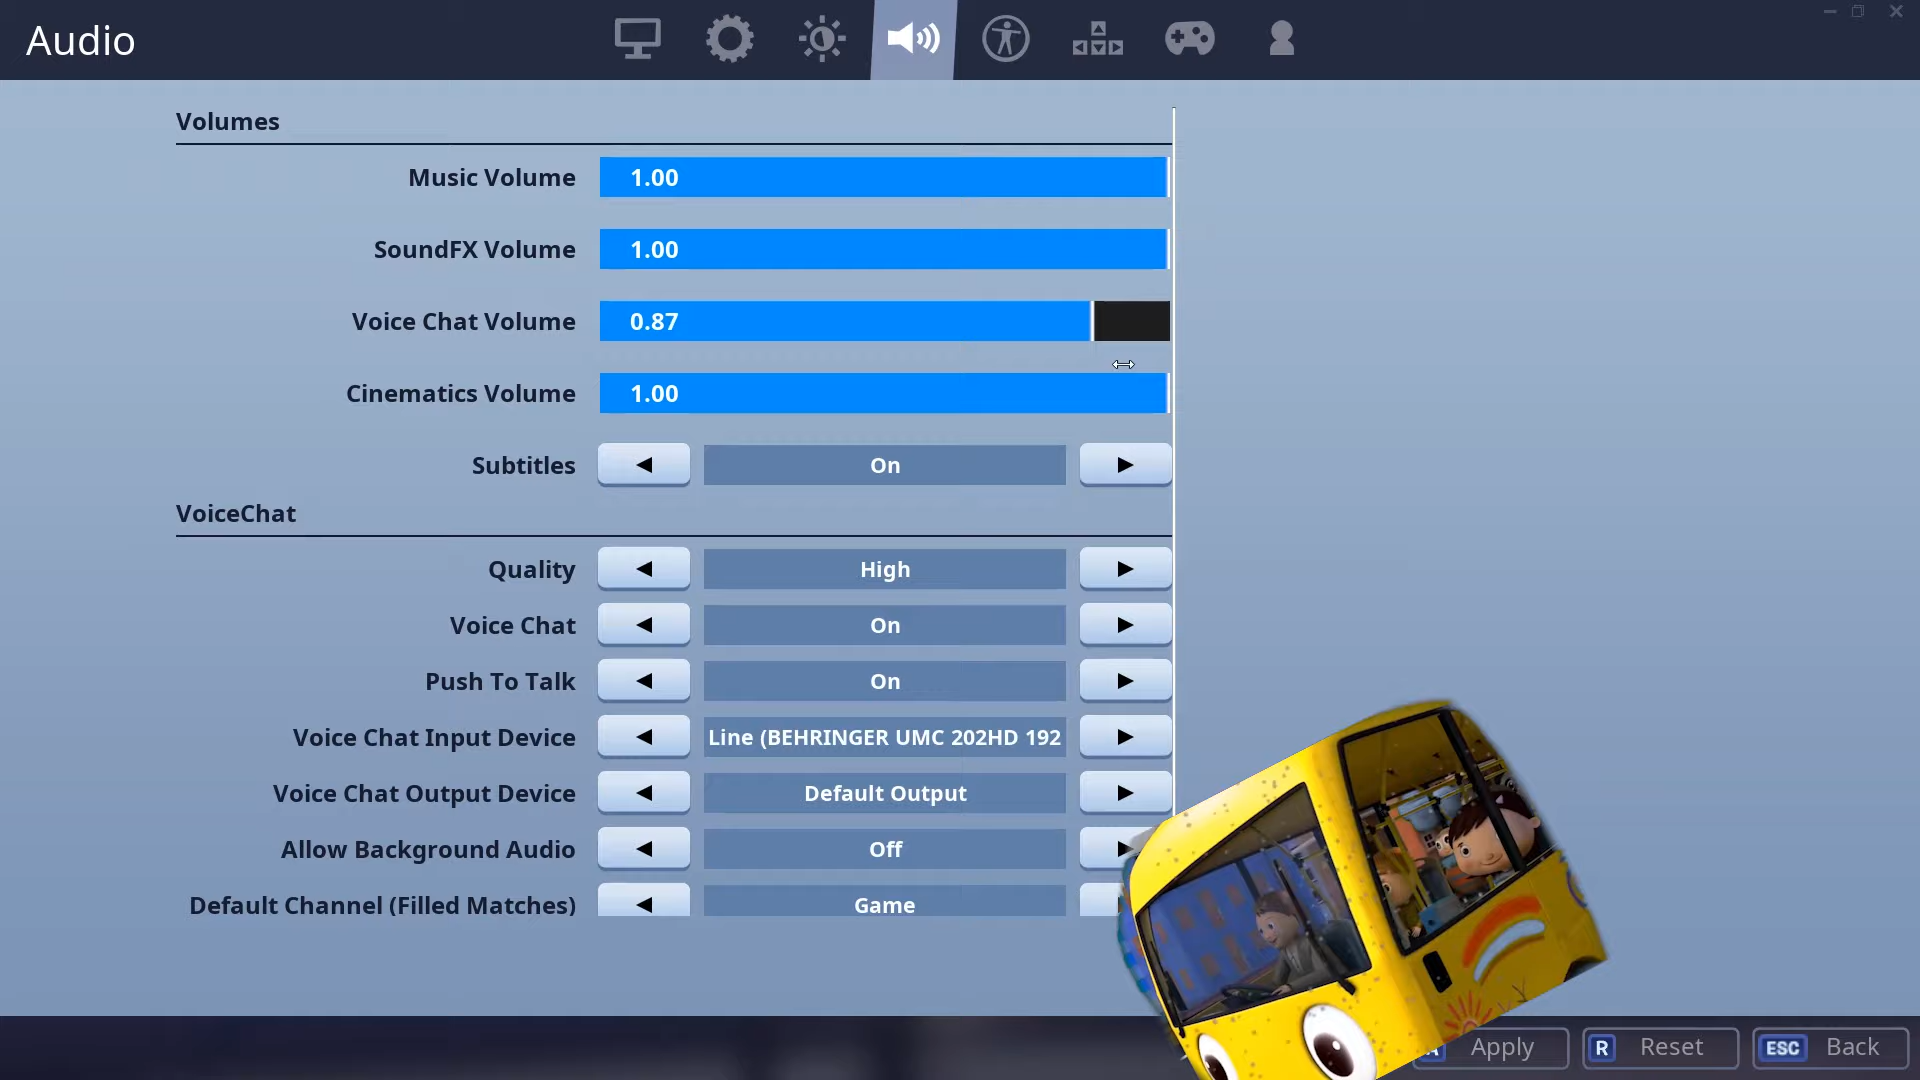 Audio
Volumes
Music Volume 1.00
SoundFX Volume 1.00
Voice Chat Volume 0.87
Cinematics Volume 1.00
Subtitles On
VoiceChat
Quality High
Voice Chat On
Push To Talk On
Voice Chat Input Device Line (BEHRINGER UMC 202HD 192
Voice Chat Output Device Default Output
Allow Background Audio Off
Default Channel (Filled Matches) Game
A Apply R Reset ESC Back